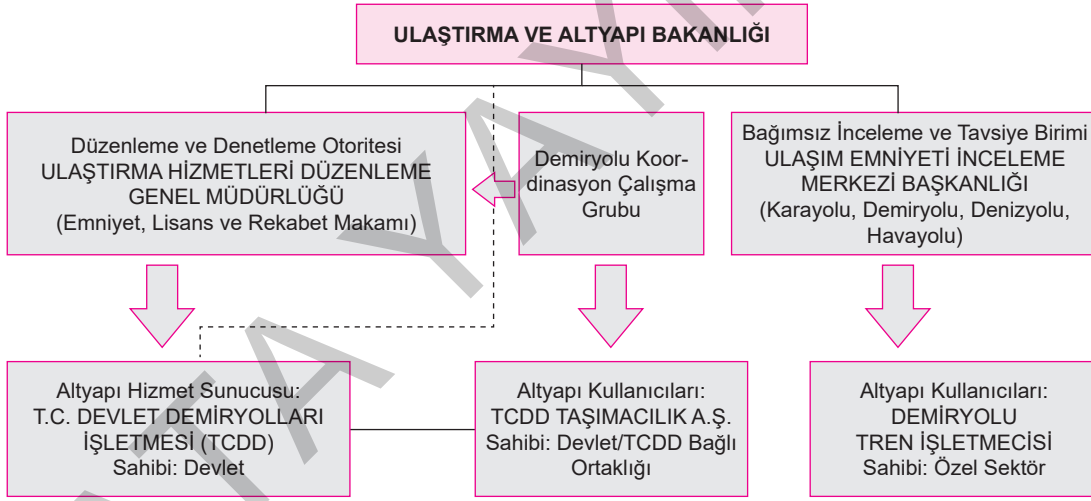 ULAŞTIRMA VE ALTYAPI BAKANLIĞI
Düzenleme ve Denetleme Otoritesi
ULAŞTIRMA HİZMETLERİ DÜZENLEME
GENEL MÜDÜRLÜĞÜ
(Emniyet, Lisans ve Rekabet Makamı)
Demiryolu Koor-
dinasyon Çalışma
Grubu
Bağımsız İnceleme ve Tavsiye Birimi
ULAŞIM EMNİYETİ İNCELEME
MERKEZİ BAŞKANLIĞI
(Karayolu, Demiryolu, Denizyolu,
Havayolu)
Altyapı Hizmet Sunucusu:
T.C. DEVLET DEMİRYOLLARI
İŞLETMESİ (TCDD)
Sahibi: Devlet
Altyapı Kullanıcıları:
TCDD TAŞIMACILIK A.Ş.
Sahibi: Devlet/TCDD Bağlı
Ortaklığı
Altyapı Kullanıcıları:
DEMİRYOLU
TREN İŞLETMECİSİ
Sahibi: Özel Sektör